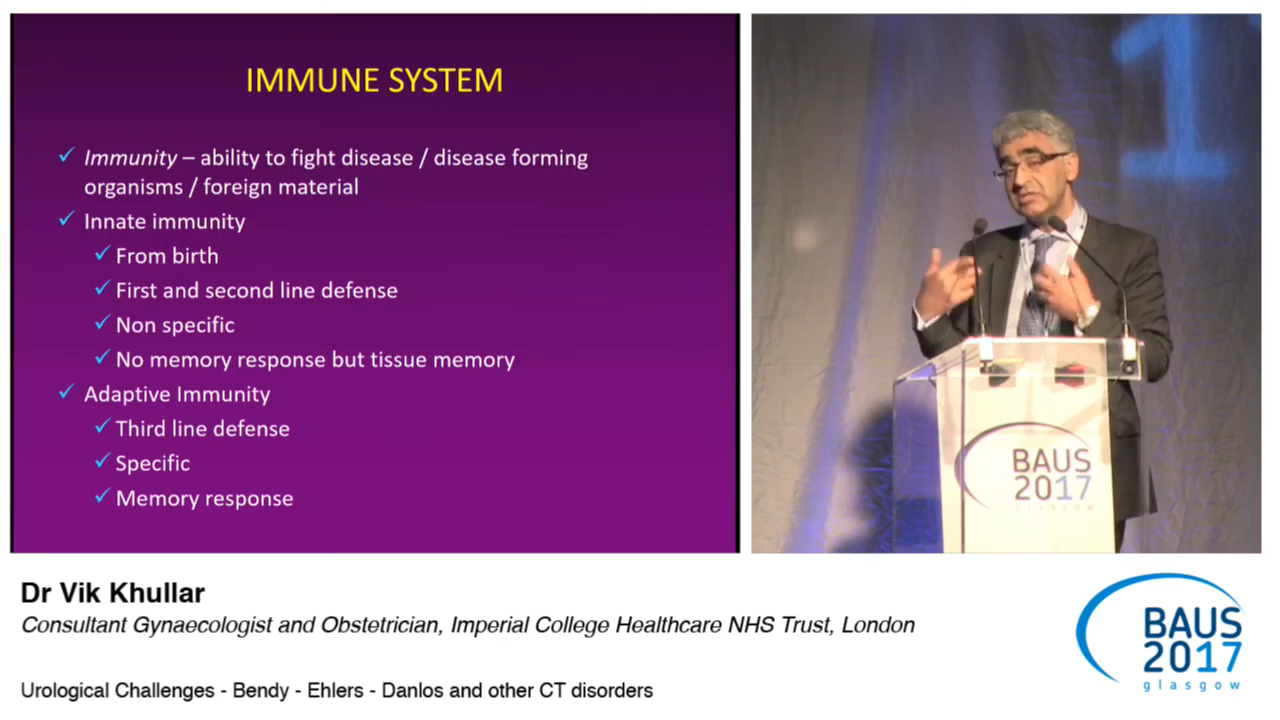 IMMUNE SYSTEM
✓ Immunity – ability to fight disease / disease forming
organisms / foreign material
✓ Innate immunity
✓ From birth
✓ First and second line defense
✓ Non specific
✓ No memory response but tissue memory
✓ Adaptive Immunity
✓ Third line defense
✓ Specific
✓ Memory response
1
BAUS
2017
GLASGOW
Dr Vik Khullar
Consultant Gynaecologist and Obstetrician, Imperial College Healthcare NHS Trust, London
Urological Challenges - Bendy - Ehlers - Danlos and other CT disorders
BAUS
2017
glasgow